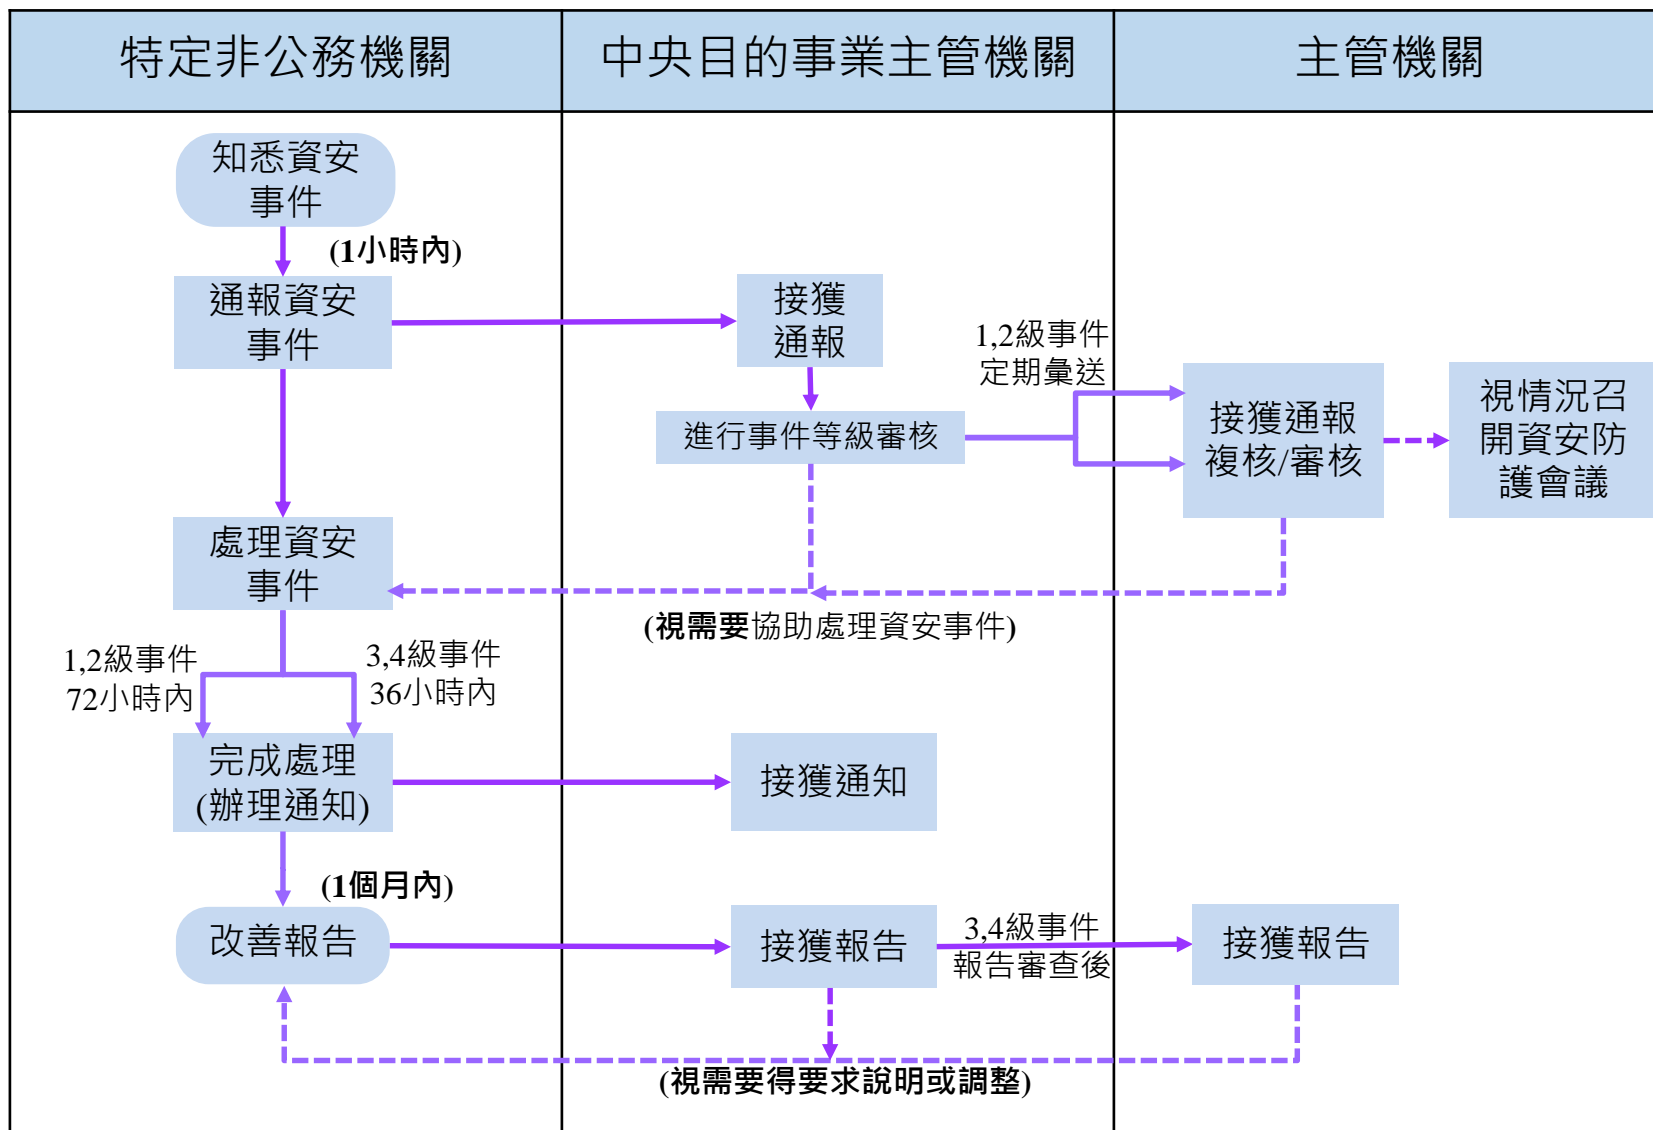 特定非公務機關
中央目的事業主管機關
主管機關
知悉資安
事件
(1小時內)
通報資安
事件
接獲
通報
1,2級事件
定期彙送
進行事件等級審核
接獲通報
複核/審核
視情況召
開資安防
護會議
處理資安
事件
(視需要協助處理資安事件)
1,2級事件
72小時內
3,4級事件
36小時內
完成處理
(辦理通知)
接獲通知
(1個月內)
改善報告
接獲報告
3,4級事件
報告審查後
接獲報告
(視需要得要求說明或調整)